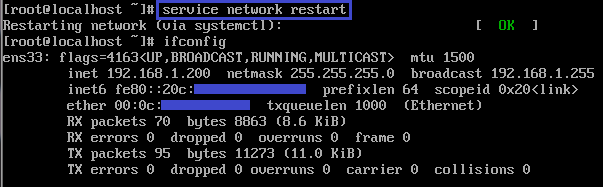 [root@localhost ~]# service network restart
Restarting network (via systemctl): [ OK ]
[root@localhost ~]# ifconfig
ens33: flags=4163<UP,BROADCAST,RUNNING,MULTICAST> mtu 1500
inet 192.168.1.200 netmask 255.255.255.0 broadcast 192.168.1.255
inet6 fe80::20c: prefixlen 64 scopeid 0x20<link>
ether 00:0c: txqueuelen 1000 (Ethernet)
RX packets 70 bytes 8863 (8.6 KiB)
RX errors 0 dropped 0 overruns 0 frame 0
TX packets 95 bytes 11273 (11.0 KiB)
TX errors 0 dropped 0 overruns 0 carrier 0 collisions 0